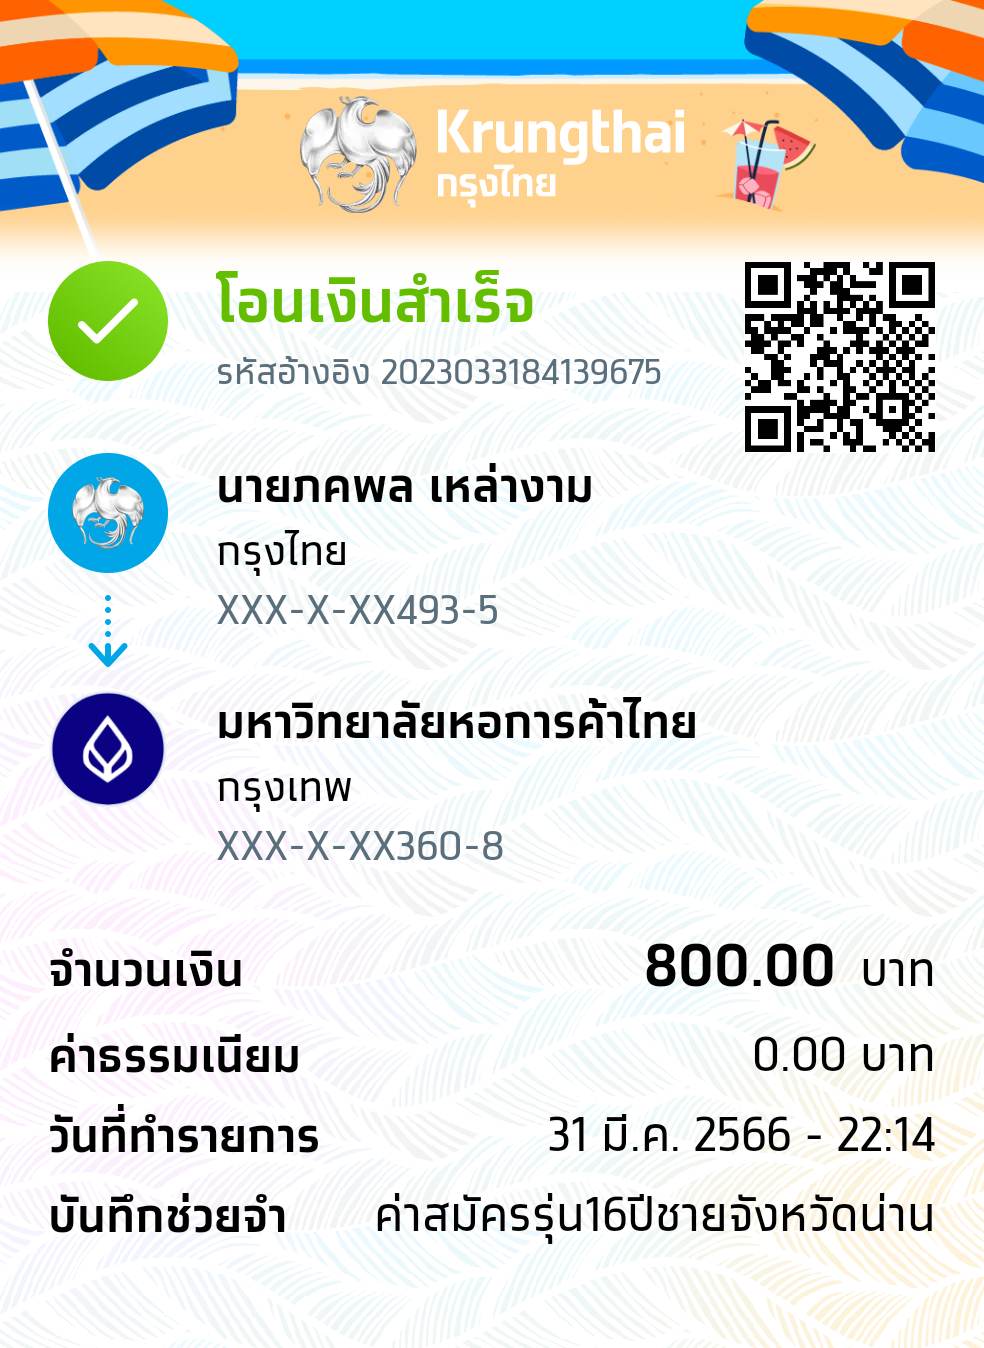 Krungthai
กรุงไทย
โอนเงินสำเร็จ
รหัสอ้างอิง 2023033184139675
นายภคพล เหล่างาม
กรุงไทย
XXX-X-XX493-5
มหาวิทยาลัยหอการค้าไทย
กรุงเทพ
XXX-X-XX360-8
จำนวนเงิน 800.00 บาท
ค่าธรรมเนียม 0.00 บาท
วันที่ทำรายการ 31 มี.ค. 2566 - 22:14
บันทึกช่วยจำ ค่าสมัครรุ่น16ปีชายจังหวัดน่าน